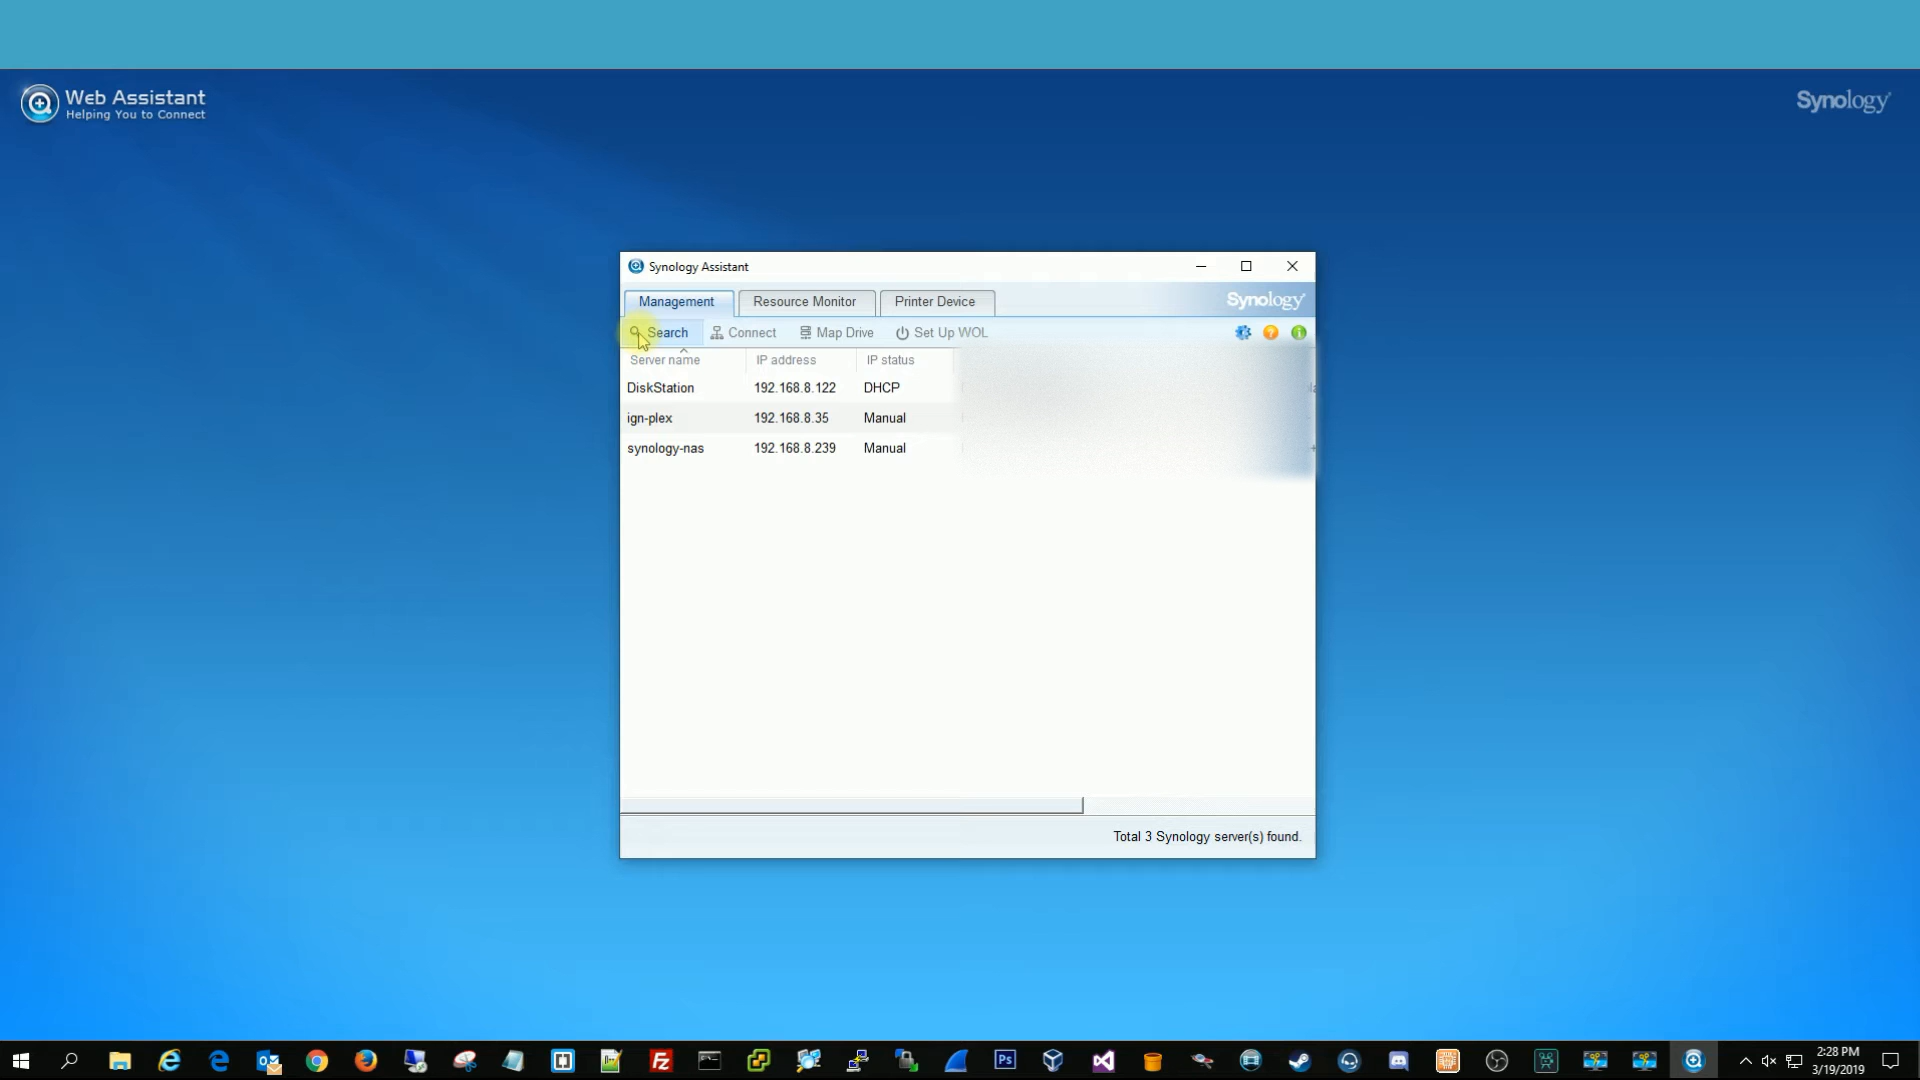 Web Assistant
Helping You to Connect
Synology
Synology Assistant
Management Resource Monitor Printer Device Synology
Search Connect Map Drive Set Up WOL
Server name IP address IP status
DiskStation 192.168.8.122 DHCP
ign-plex 192.168.8.35 Manual
synology-nas 192.168.8.239 Manual
Total 3 Synology server(s) found.
Ps
2:28 PM
3/19/2019